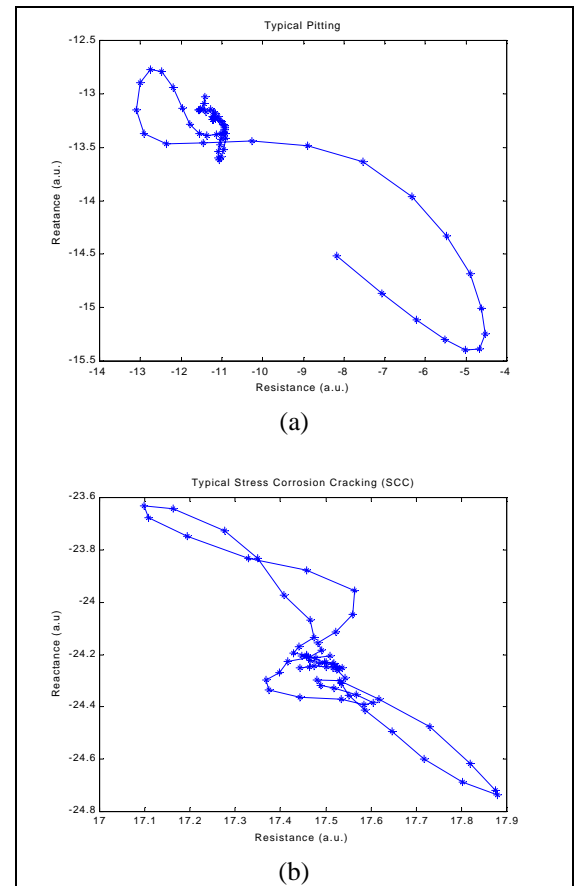 Typical Pitting
-12.5
-13
-13.5
-14
-14.5
-15
-15.5
Reatance (a.u.)
-14 -13 -12 -11 -10 -9 -8 -7 -6 -5 -4
Resistance (a.u.)
(a)
Typical Stress Corrosion Cracking (SCC)
-23.6
-23.8
-24
-24.2
-24.4
-24.6
-24.8
Reactance (a.u)
17 17.1 17.2 17.3 17.4 17.5 17.6 17.7 17.8 17.9
Resistance (a.u.)
(b)